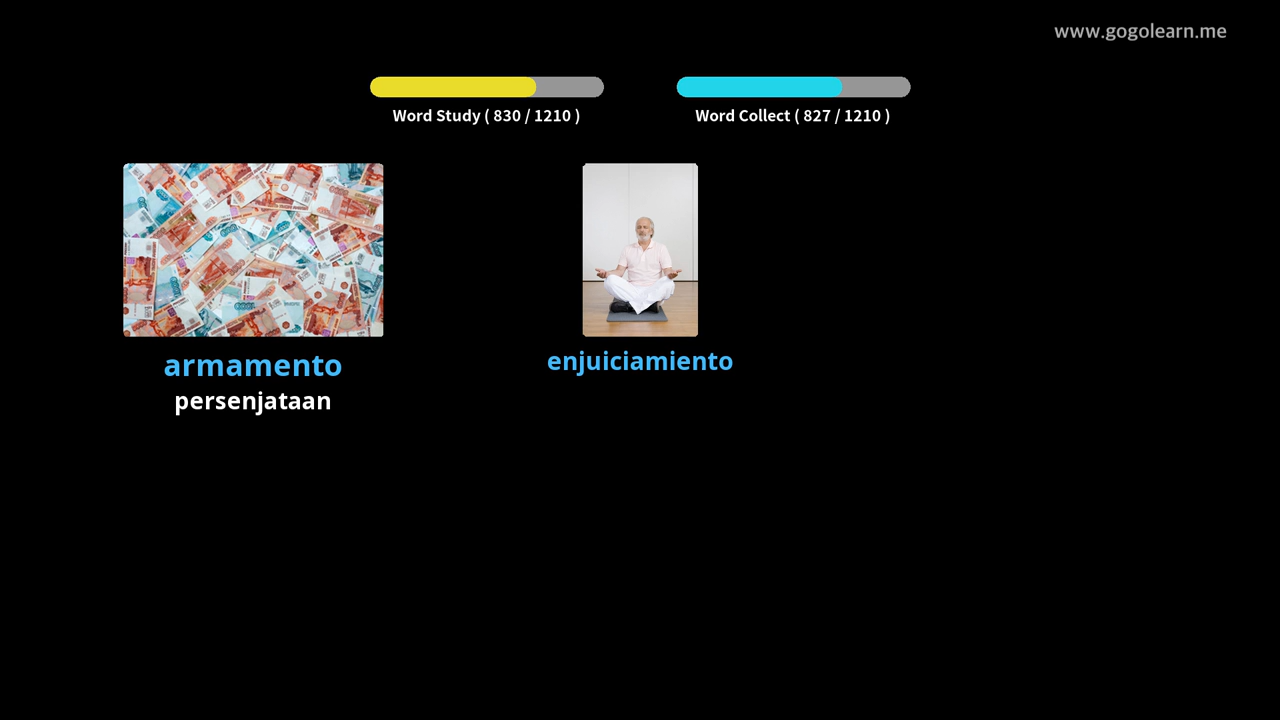 www.gogolearn.me
Word Study ( 830 / 1210 )
Word Collect ( 827 / 1210 )
armamento
persenjataan
enjuiciamiento